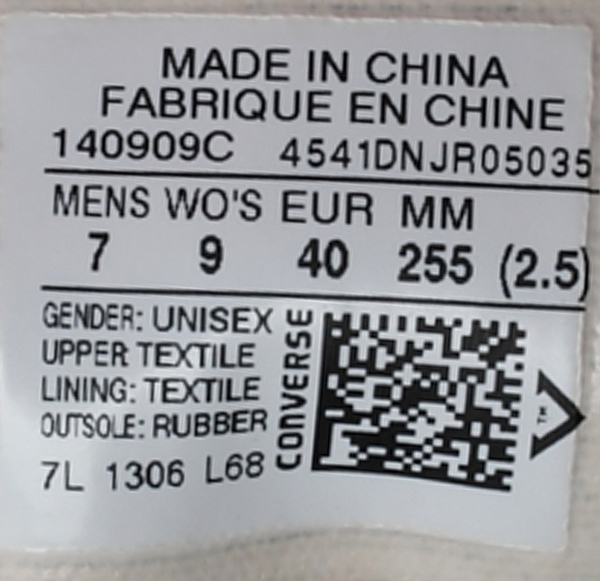 MADE IN CHINA
FABRIQUE EN CHINE
140909C 4541DNJR05035
MENS WO'S EUR MM
7 9 40 255 (2.5)
GENDER: UNISEX
UPPER TEXTILE
LINING: TEXTILE
OUTSOLE: RUBBER
7L 1306 L68
CONVERSE
TM